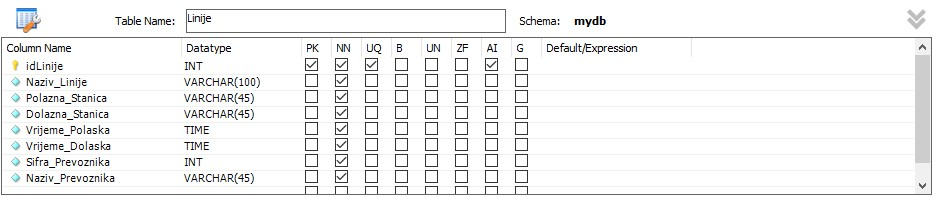 Table Name: Linije Schema: mydb
Column Name Datatype PK NN UQ B UN ZF AI G Default/Expression
idLinije INT
Naziv_Linije VARCHAR(100)
Polazna_Stanica VARCHAR(45)
Dolazna_Stanica VARCHAR(45)
Vrijeme_Polaska TIME
Vrijeme_Dolaska TIME
Sifra_Prevoznika INT
Naziv_Prevoznika VARCHAR(45)